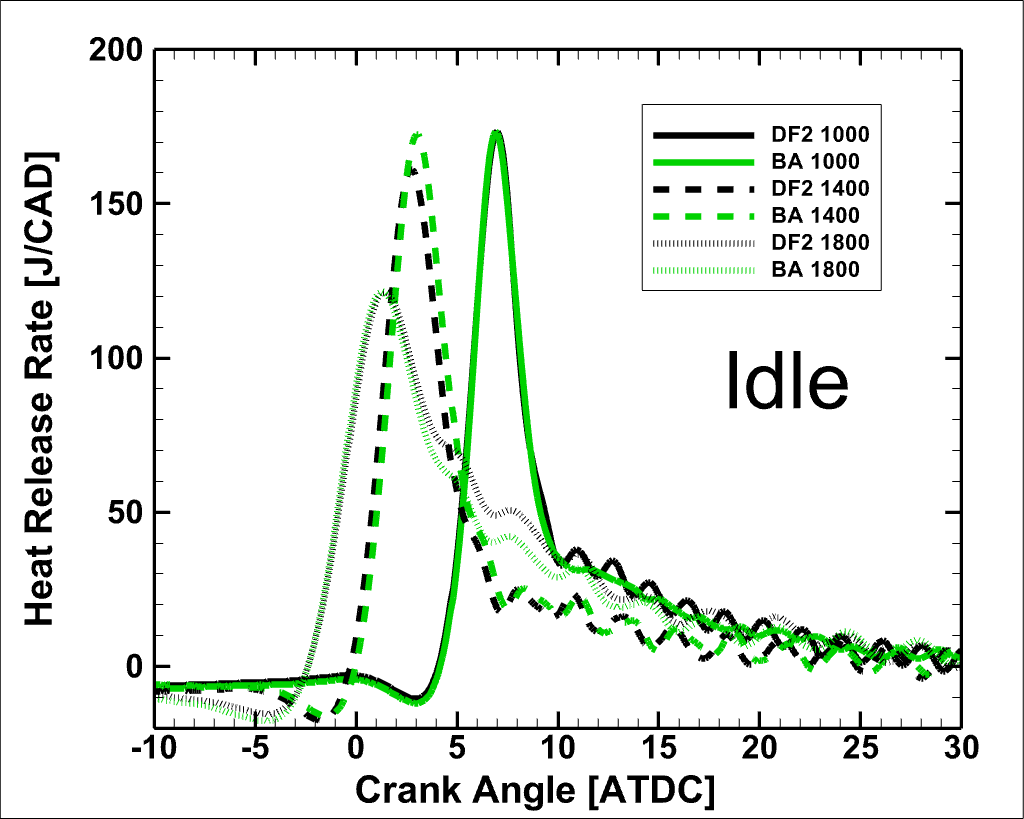 Heat Release Rate [J/CAD]
200
150
100
50
0
DF2 1000
BA 1000
DF2 1400
BA 1400
DF2 1800
BA 1800
Idle
-10 -5 0 5 10 15 20 25 30
Crank Angle [ATDC]